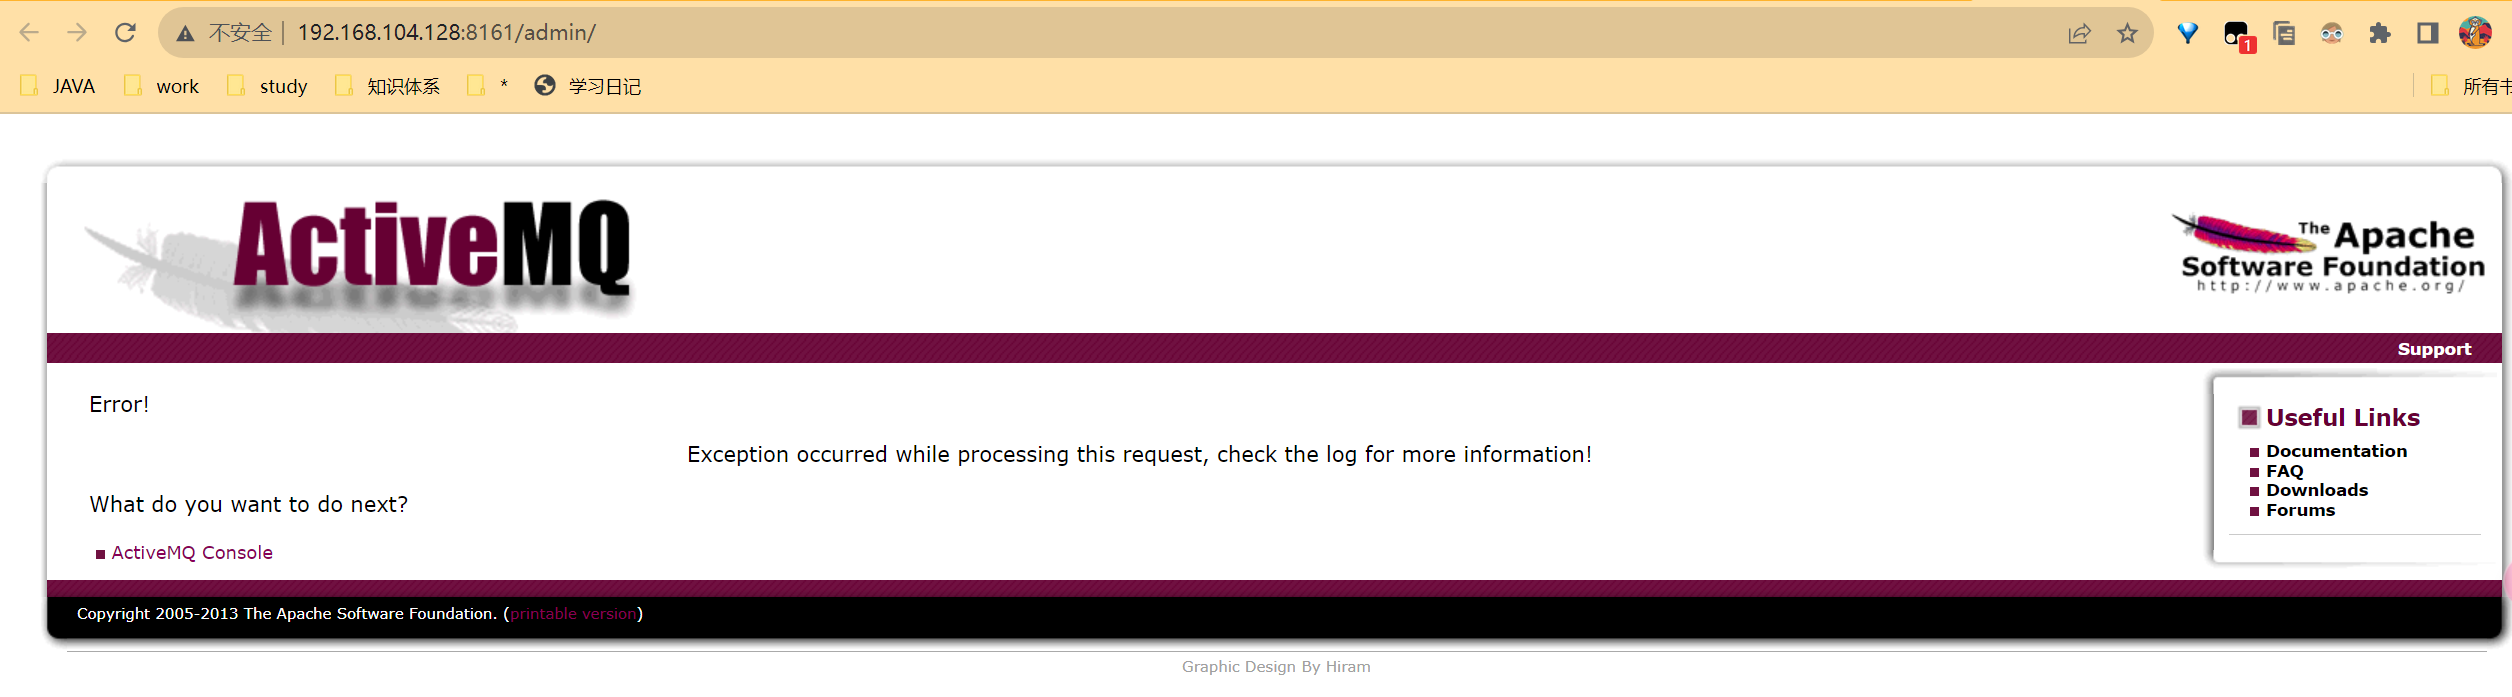 不安全 192.168.104.128:8161/admin/
1
JAVA work study 知识体系 * 学习日记 所有书
ActiveMQ
The Apache
Software Foundation
http://www.apache.org/
Support
Error!
Exception occurred while processing this request, check the log for more information!
What do you want to do next?
ActiveMQ Console
Useful Links
Documentation
FAQ
Downloads
Forums
Copyright 2005-2013 The Apache Software Foundation. (printable version)
Graphic Design By Hiram